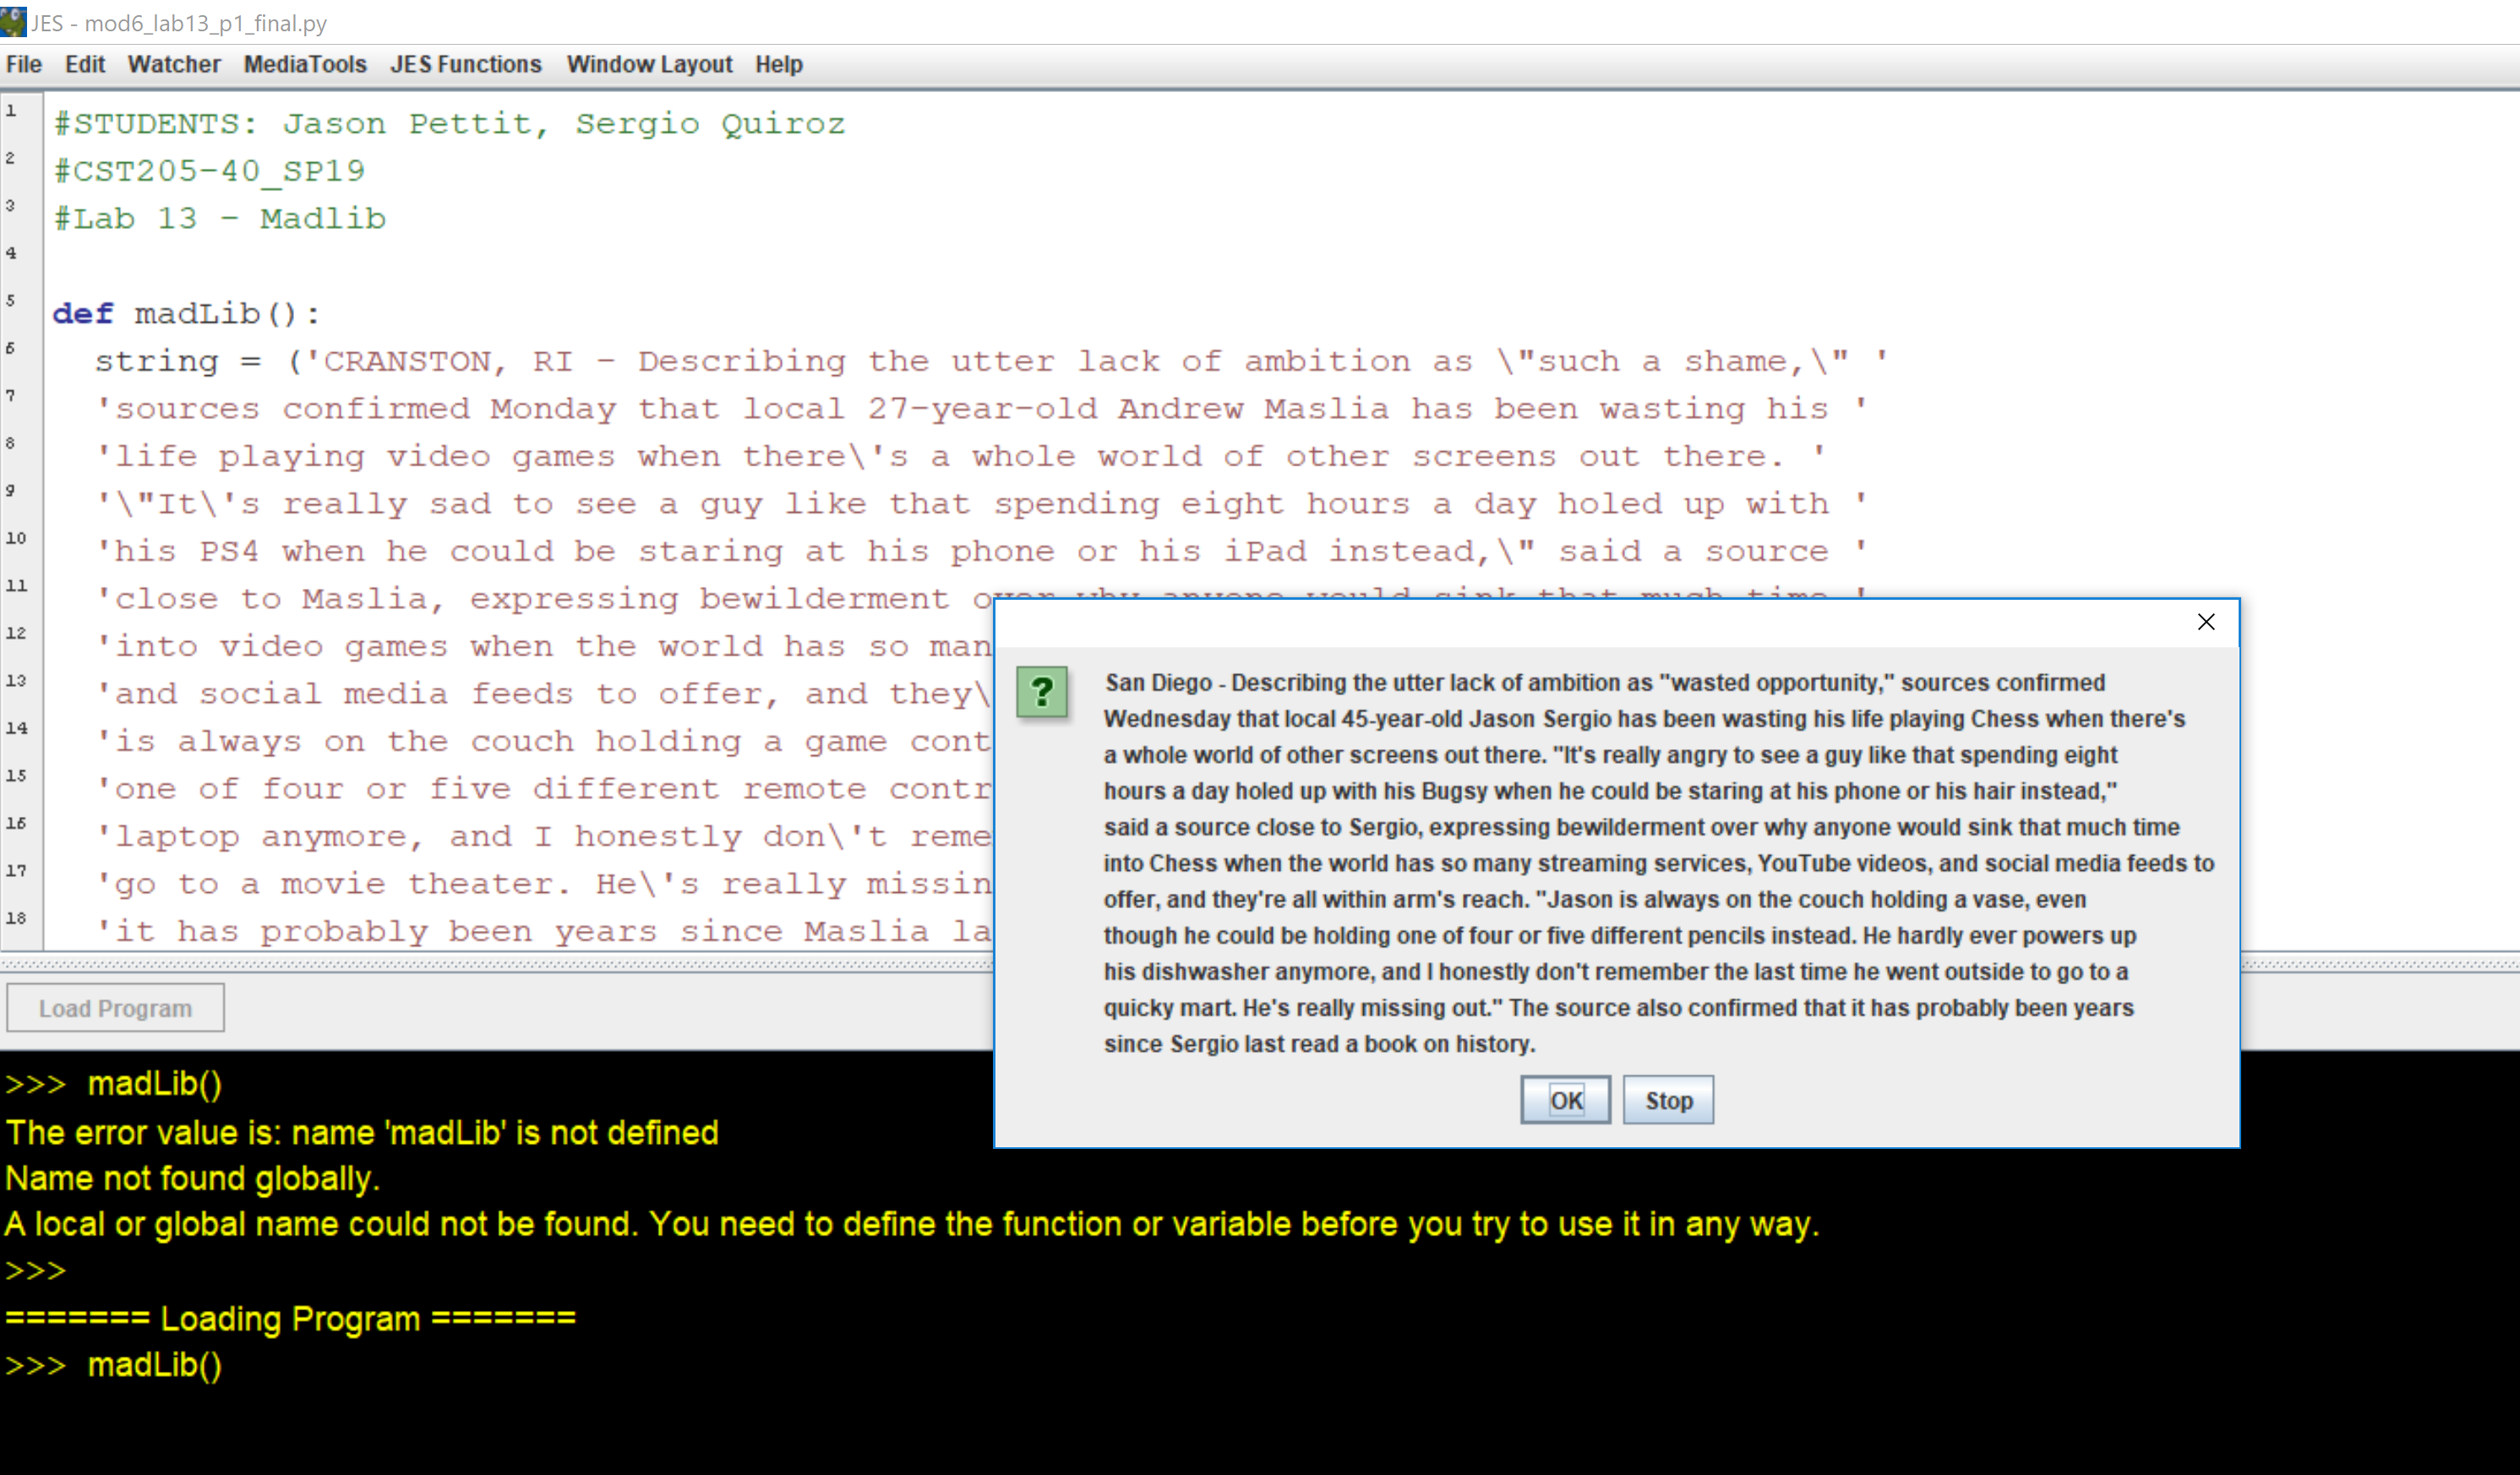 JES - mod6_lab13_p1_final.py
File Edit Watcher MediaTools JES Functions Window Layout Help
1 #STUDENTS: Jason Pettit, Sergio Quiroz
2 #CST205-40_SP19
3 #Lab 13 - Madlib
4
5 def madLib():
6 string = ('CRANSTON, RI - Describing the utter lack of ambition as \"such a shame,\" '
7 'sources confirmed Monday that local 27-year-old Andrew Maslia has been wasting his '
8 'life playing video games when there\'s a whole world of other screens out there. '
9 '\"It\'s really sad to see a guy like that spending eight hours a day holed up with '
10 'his PS4 when he could be staring at his phone or his iPad instead,\" said a source '
11 'close to Maslia, expressing bewilderment over why anyone would sink that much time '
12 'into video games when the world has so man
13 'and social media feeds to offer, and they\
14 'is always on the couch holding a game cont
15 'one of four or five different remote contr
16 'laptop anymore, and I honestly don\'t reme
17 'go to a movie theater. He\'s really missin
18 'it has probably been years since Maslia la
?
San Diego - Describing the utter lack of ambition as "wasted opportunity," sources confirmed
Wednesday that local 45-year-old Jason Sergio has been wasting his life playing Chess when there's
a whole world of other screens out there. "It's really angry to see a guy like that spending eight
hours a day holed up with his Bugsy when he could be staring at his phone or his hair instead,"
said a source close to Sergio, expressing bewilderment over why anyone would sink that much time
into Chess when the world has so many streaming services, YouTube videos, and social media feeds to
offer, and they're all within arm's reach. "Jason is always on the couch holding a vase, even
though he could be holding one of four or five different pencils instead. He hardly ever powers up
his dishwasher anymore, and I honestly don't remember the last time he went outside to go to a
quicky mart. He's really missing out." The source also confirmed that it has probably been years
since Sergio last read a book on history.
OK Stop
Load Program
>>> madLib()
The error value is: name 'madLib' is not defined
Name not found globally.
A local or global name could not be found. You need to define the function or variable before you try to use it in any way.
>>>
======= Loading Program =======
>>> madLib()